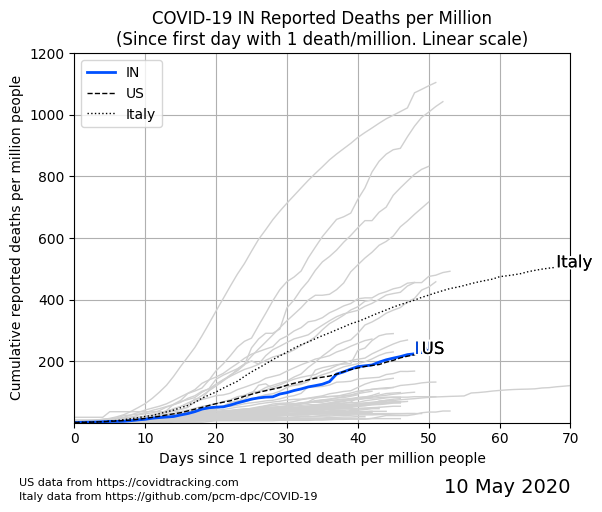 COVID-19 IN Reported Deaths per Million
(Since first day with 1 death/million. Linear scale)
IN
US
Italy
Cumulative reported deaths per million people
1200
1000
800
600
400
200
Italy
US
0 10 20 30 40 50 60 70
Days since 1 reported death per million people
US data from https://covidtracking.com
Italy data from https://github.com/pcm-dpc/COVID-19
10 May 2020